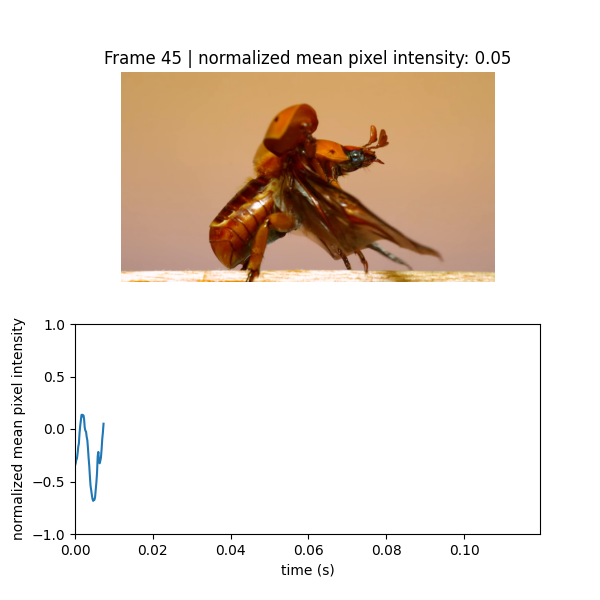 Frame 45 | normalized mean pixel intensity: 0.05
normalized mean pixel intensity
1.0
0.5
0.0
−0.5
−1.0
0.00 0.02 0.04 0.06 0.08 0.10
time (s)